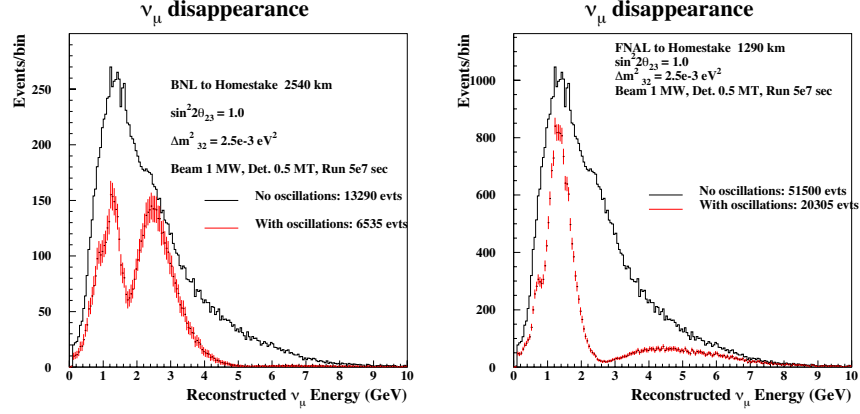 ν_μ disappearance
Events/bin
250
200
150
100
50
0
BNL to Homestake 2540 km
sin²2θ₂₃ = 1.0
Δm²₃₂ = 2.5e-3 eV²
Beam 1 MW, Det. 0.5 MT, Run 5e7 sec
No oscillations: 13290 evts
With oscillations: 6535 evts
0 1 2 3 4 5 6 7 8 9 10
Reconstructed ν_μ Energy (GeV)
ν_μ disappearance
Events/bin
1000
800
600
400
200
0
FNAL to Homestake 1290 km
sin²2θ₂₃ = 1.0
Δm²₃₂ = 2.5e-3 eV²
Beam 1 MW, Det. 0.5 MT, Run 5e7 sec
No oscillations: 51500 evts
With oscillations: 20305 evts
0 1 2 3 4 5 6 7 8 9 10
Reconstructed ν_μ Energy (GeV)